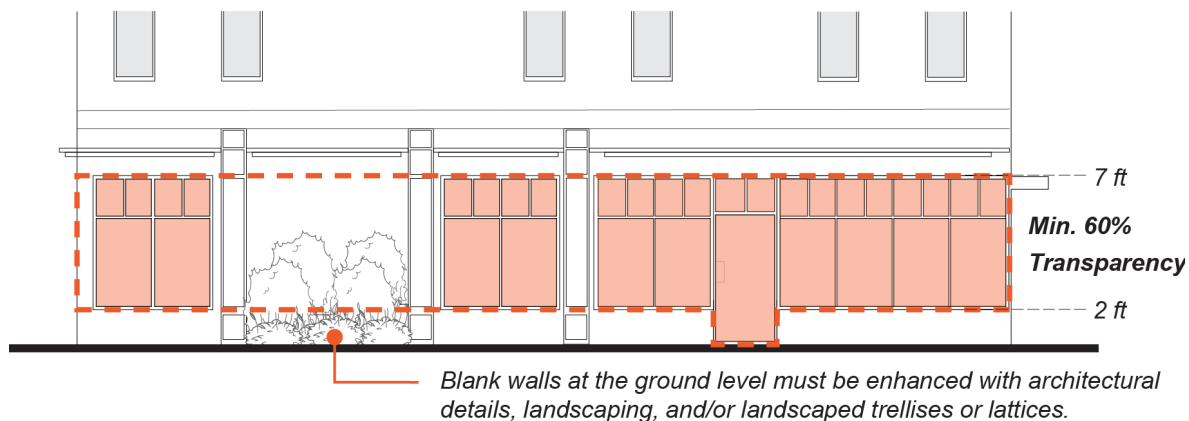 7 ft
Min. 60%
Transparency
2 ft
Blank walls at the ground level must be enhanced with architectural
details, landscaping, and/or landscaped trellises or lattices.